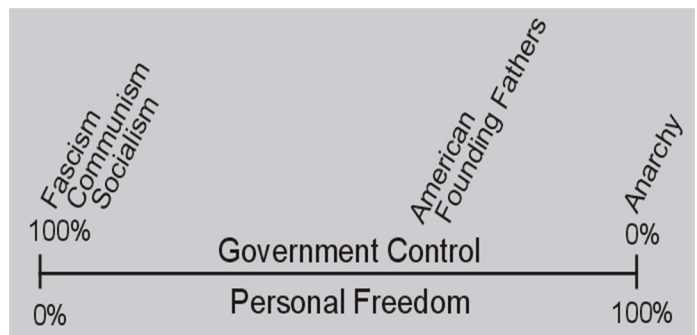 Fascism
Communism
Socialism
American
Founding Fathers
Anarchy
100%
0%
Government Control
Personal Freedom
0%
100%